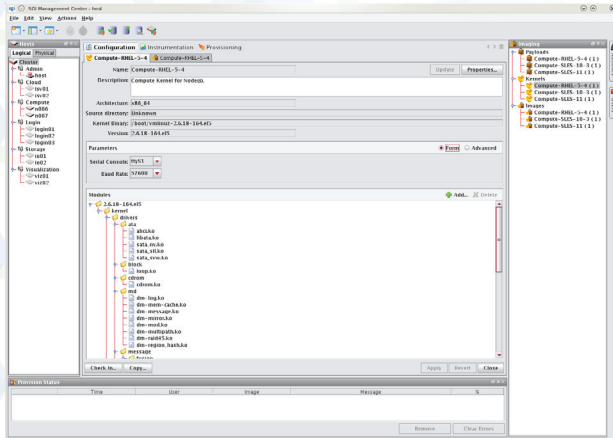 SGI Management Center - host
File Edit View Actions Help
Hosts
Logical Physical
Cluster
Admin
host
Cloud
isv01
isv02
Compute
n066
n067
Login
login01
login02
login03
Storage
io01
io02
Visualization
viz01
viz02
Configuration Instrumentation Provisioning
Compute-RHEL-5-4 Compute-RHEL-5-4
Name: Compute-RHEL-5-4 Update Properties...
Description: Compute Kernel for Node(s).
Architecture: x86_64
Source directory: Unknown
Kernel Binary: /boot/vmlinuz-2.6.18-164.el5
Version: 2.6.18-164.el5
Parameters Form Advanced
Serial Console: ttyS1
Baud Rate: 57600
Modules Add... Delete
2.6.18-164.el5
kernel
drivers
ata
ahci.ko
libata.ko
sata_nv.ko
sata_sil.ko
sata_svw.ko
block
loop.ko
cdrom
cdrom.ko
md
dm-log.ko
dm-mem-cache.ko
dm-message.ko
dm-mirror.ko
dm-mod.ko
dm-multipath.ko
dm-raid45.ko
dm-region_hash.ko
message
fusion
Check In... Copy... Apply Revert Close
Imaging
Payloads
Compute-RHEL-5-4 (1)
Compute-SLES-10-3 (1)
Compute-SLES-11 (1)
Kernels
Compute-RHEL-5-4 (1)
Compute-SLES-10-3 (1)
Compute-SLES-11 (1)
Images
Compute-RHEL-5-4 (1)
Compute-SLES-10-3 (1)
Compute-SLES-11 (1)
Provision Status
Time User Image Message %
Remove Clear Errors